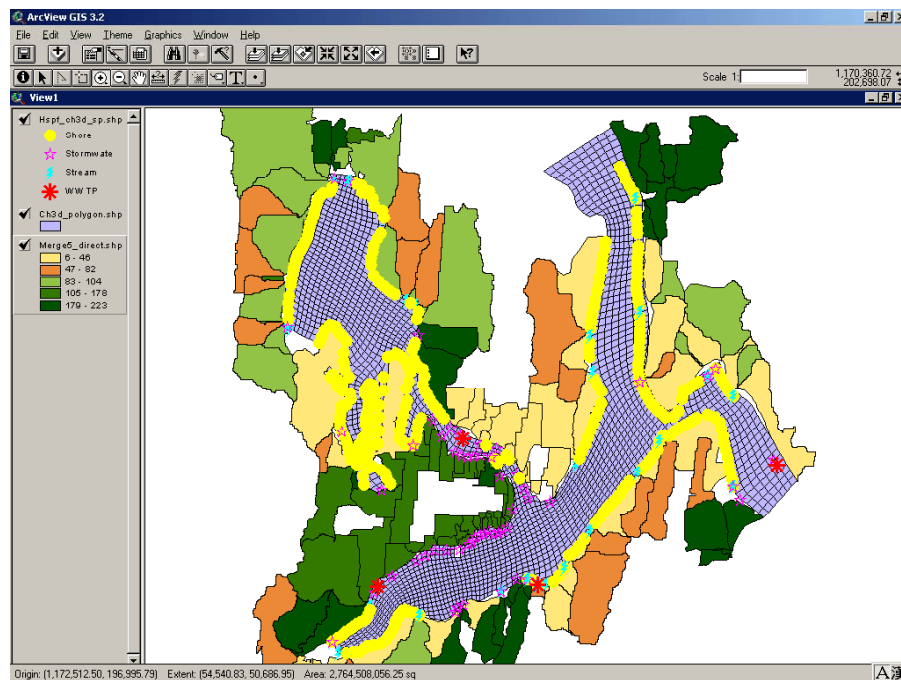 ArcView GIS 3.2
File Edit View Theme Graphics Window Help
Scale 1: 1,170,360.72
202,698.07
View1
Hspf_ch3d_sp.shp
Shore
Stormwate
Stream
WWTP
Ch3d_polygon.shp
Merge5_direct.shp
6 - 46
47 - 82
83 - 104
105 - 178
179 - 223
Origin: (1,172,512.50, 196,995.79) Extent: (54,540.83, 50,686.95) Area: 2,764,508,056.25 sq A漢